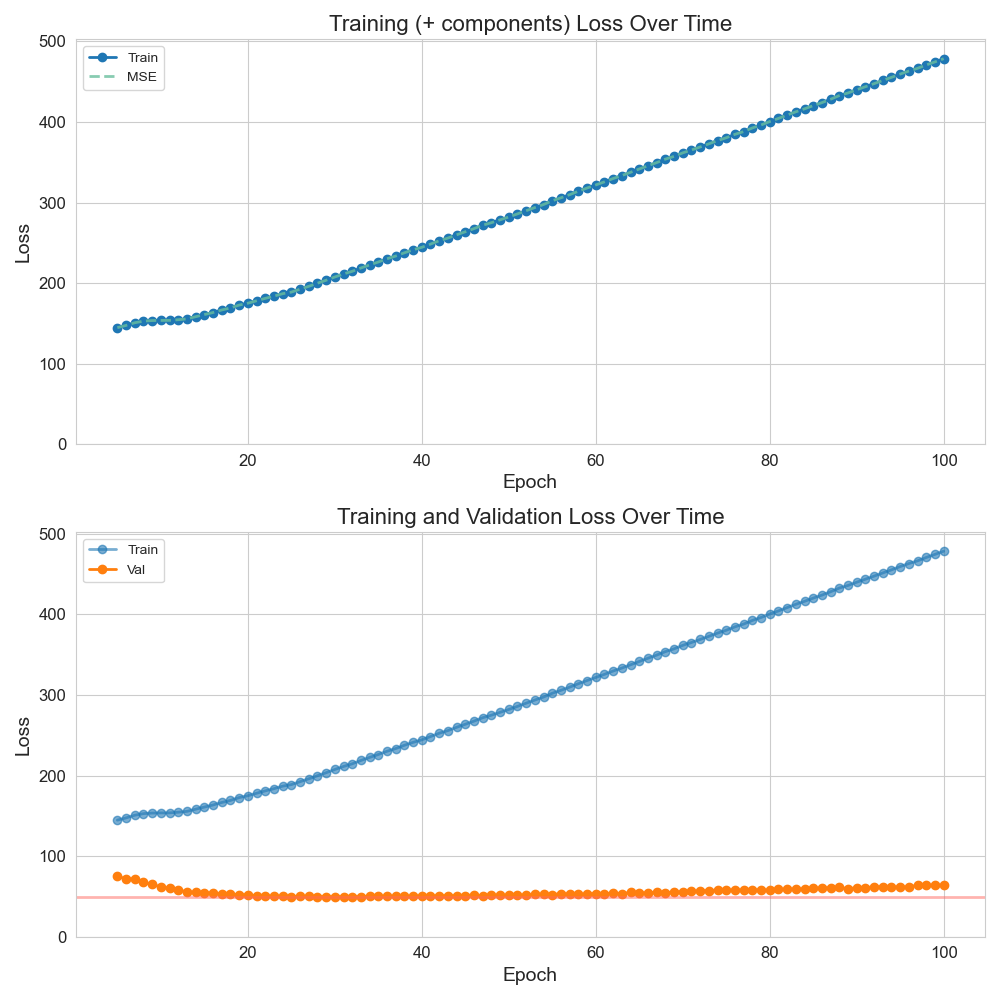 Training (+ components) Loss Over Time
500
400
300
200
100
0
Loss
Train
MSE
20 40 60 80 100
Epoch
Training and Validation Loss Over Time
500
400
300
200
100
0
Loss
Train
Val
20 40 60 80 100
Epoch